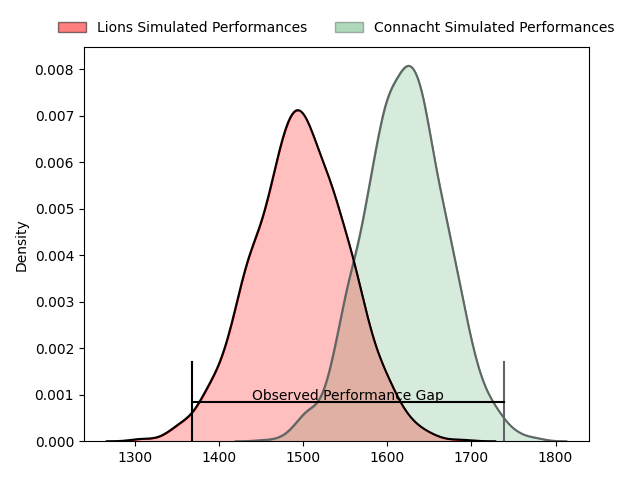 Lions Simulated Performances
Connacht Simulated Performances
0.008
0.007
0.006
0.005
0.004
0.003
0.002
0.001
0.000
Density
Observed Performance Gap
1300 1400 1500 1600 1700 1800